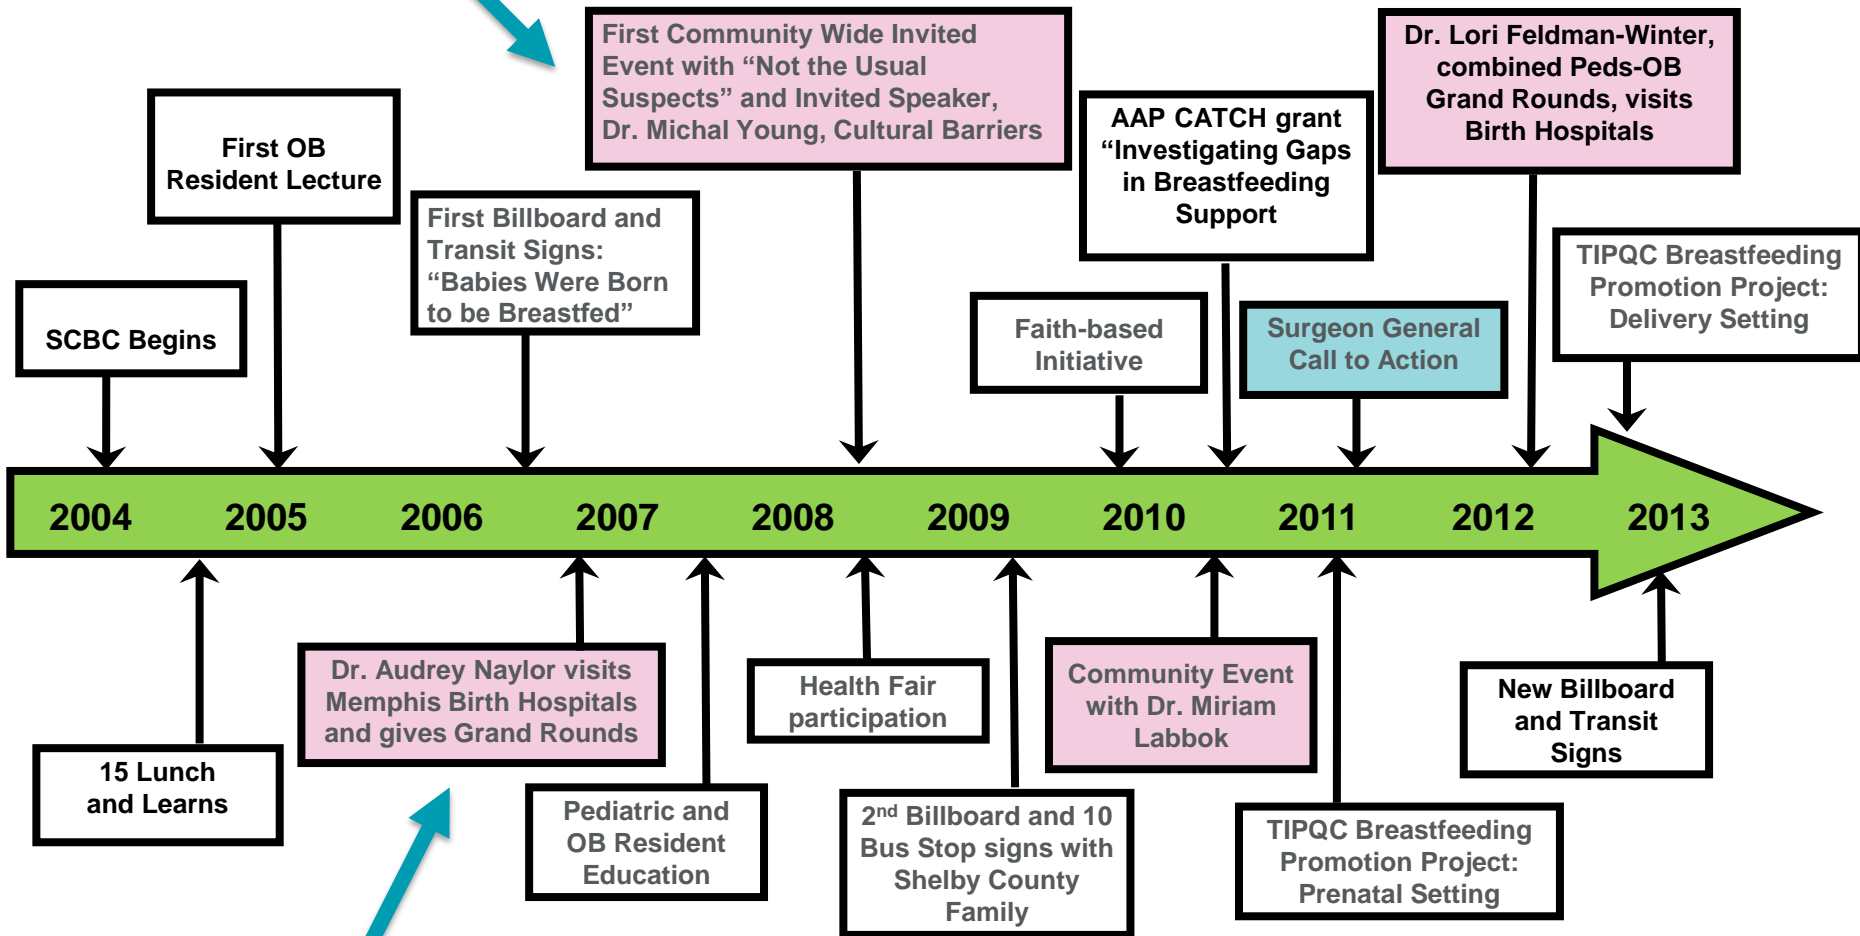 First Community Wide Invited
Event with “Not the Usual
Suspects” and Invited Speaker,
Dr. Michal Young, Cultural Barriers
Dr. Lori Feldman-Winter,
combined Peds-OB
Grand Rounds, visits
Birth Hospitals
First OB
Resident Lecture
AAP CATCH grant
“Investigating Gaps
in Breastfeeding
Support
First Billboard and
Transit Signs:
“Babies Were Born
to be Breastfed”
TIPQC Breastfeeding
Promotion Project:
Delivery Setting
SCBC Begins
Faith-based
Initiative
Surgeon General
Call to Action
2004 2005 2006 2007 2008 2009 2010 2011 2012 2013
15 Lunch
and Learns
Dr. Audrey Naylor visits
Memphis Birth Hospitals
and gives Grand Rounds
Pediatric and
OB Resident
Education
Health Fair
participation
2nd Billboard and 10
Bus Stop signs with
Shelby County
Family
Community Event
with Dr. Miriam
Labbok
TIPQC Breastfeeding
Promotion Project:
Prenatal Setting
New Billboard
and Transit
Signs